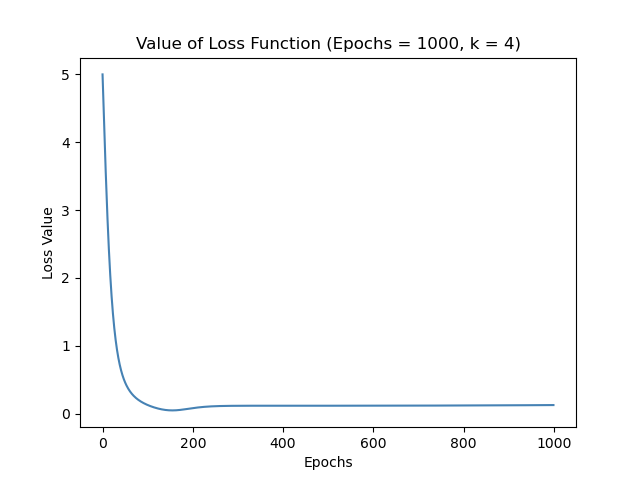 Value of Loss Function (Epochs = 1000, k = 4)
5
4
3
2
1
0
Loss Value
0 200 400 600 800 1000
Epochs